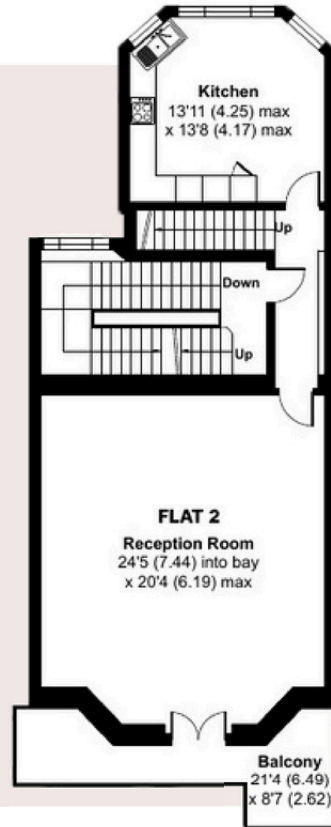 Kitchen
13'11 (4.25) max
x 13'8 (4.17) max
Up
Down
Up
FLAT 2
Reception Room
24'5 (7.44) into bay
x 20'4 (6.19) max
Balcony
21'4 (6.49)
x 8'7 (2.62)